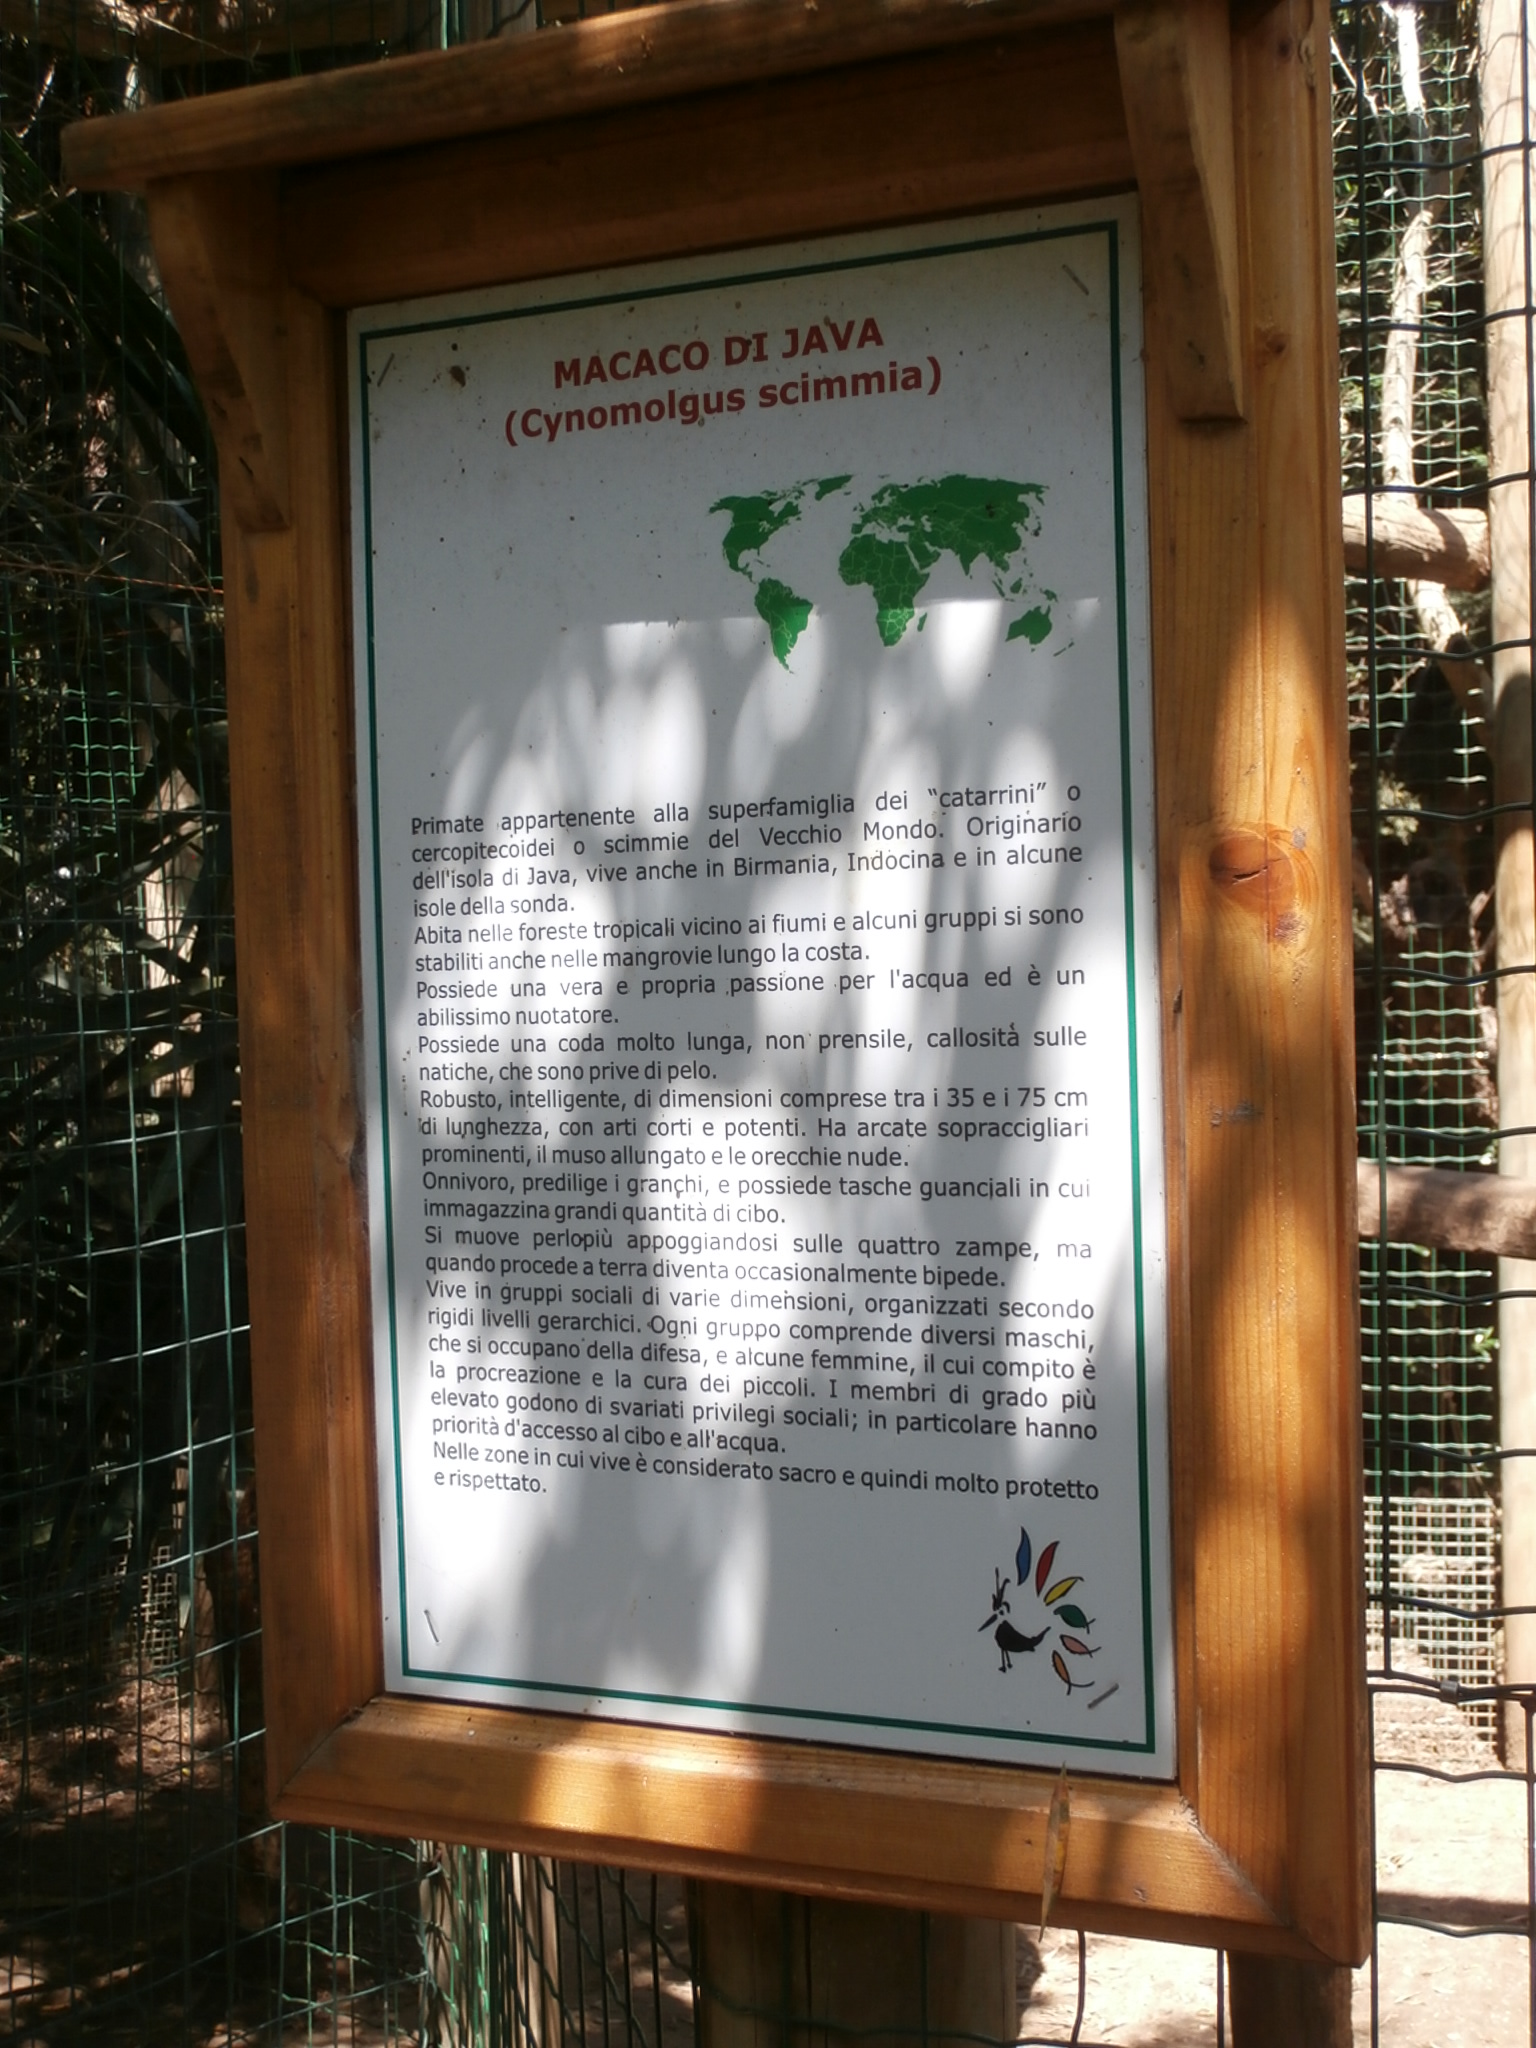 MACACO DI JAVA
(Cynomolgus scimmia)
Primate appartenente alla superfamiglia dei “catarrini” o
cercopitecoidei o scimmie del Vecchio Mondo. Originario
dell'isola di Java, vive anche in Birmania, Indocina e in alcune
isole della sonda.
Abita nelle foreste tropicali vicino ai fiumi e alcuni gruppi si sono
stabiliti anche nelle mangrovie lungo la costa.
Possiede una vera e propria passione per l'acqua ed è un
abilissimo nuotatore.
Possiede una coda molto lunga, non prensile, callosità sulle
natiche, che sono prive di pelo.
Robusto, intelligente, di dimensioni comprese tra i 35 e i 75 cm
di lunghezza, con arti corti e potenti. Ha arcate sopraccigliari
prominenti, il muso allungato e le orecchie nude.
Onnivoro, predilige i granchi, e possiede tasche guanciali in cui
immagazzina grandi quantità di cibo.
Si muove perlopiù appoggiandosi sulle quattro zampe, ma
quando procede a terra diventa occasionalmente bipede.
Vive in gruppi sociali di varie dimensioni, organizzati secondo
rigidi livelli gerarchici. Ogni gruppo comprende diversi maschi,
che si occupano della difesa, e alcune femmine, il cui compito è
la procreazione e la cura dei piccoli. I membri di grado più
elevato godono di svariati privilegi sociali; in particolare hanno
priorità d'accesso al cibo e all'acqua.
Nelle zone in cui vive è considerato sacro e quindi molto protetto
e rispettato.